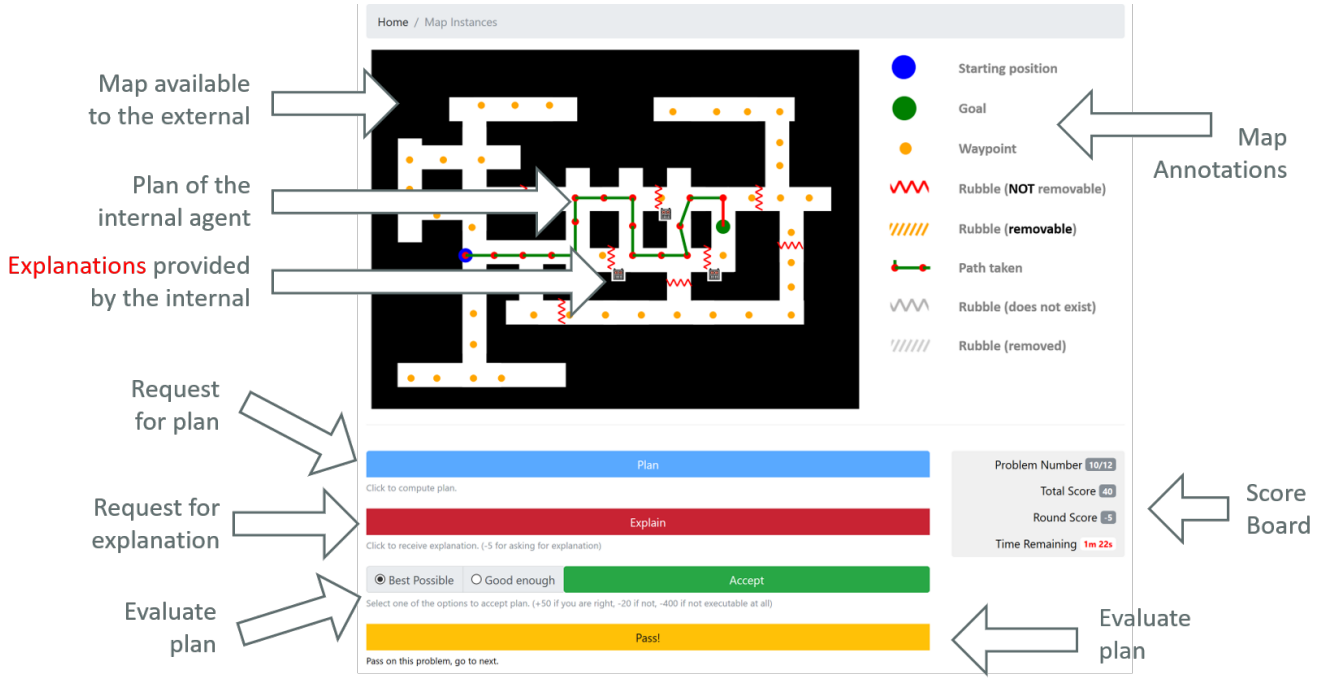 Home / Map Instances
Map available
to the external
Plan of the
internal agent
Explanations provided
by the internal
Starting position
Goal
Waypoint
Rubble (NOT removable)
Rubble (removable)
Path taken
Rubble (does not exist)
Rubble (removed)
Map
Annotations
Request
for plan
Plan
Click to compute plan.
Request for
explanation
Explain
Click to receive explanation. (-5 for asking for explanation)
Evaluate
plan
Best Possible
Good enough
Accept
Select one of the options to accept plan. (+50 if you are right, -20 if not, -400 if not executable at all)
Pass!
Pass on this problem, go to next.
Problem Number 10/12
Total Score 40
Round Score -5
Time Remaining 1m 22s
Score
Board
Evaluate
plan